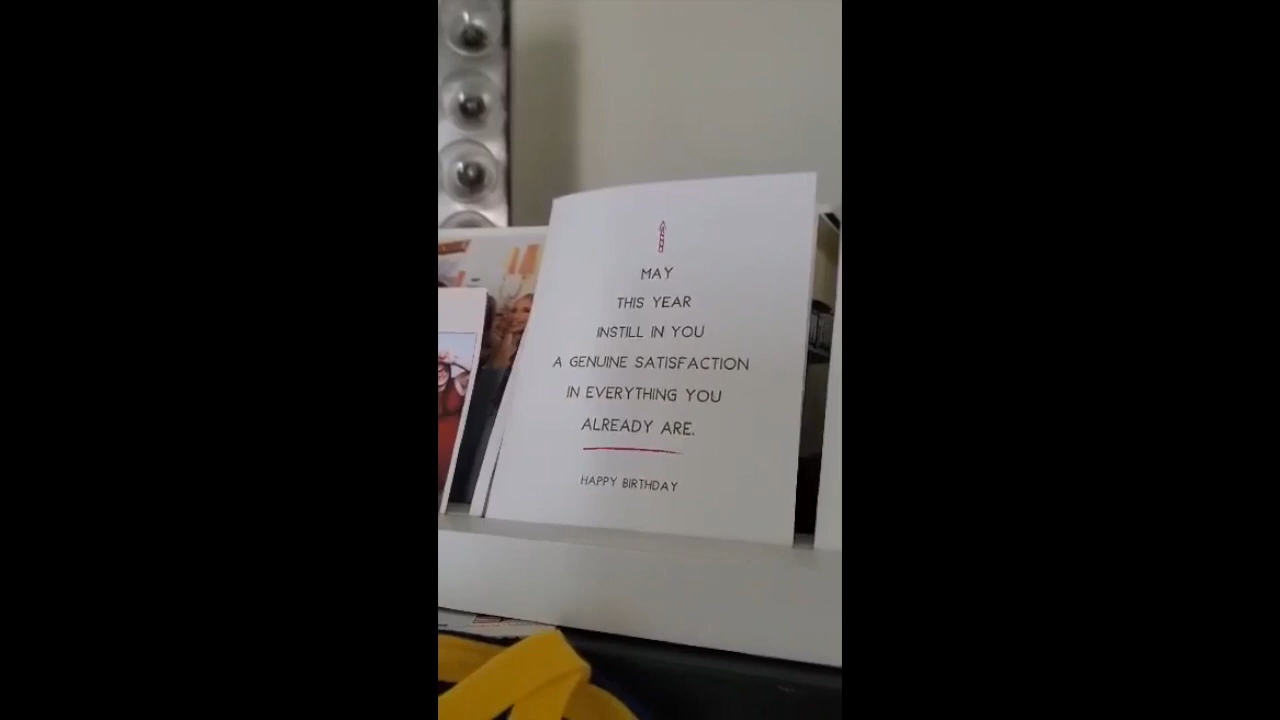 MAY
THIS YEAR
INSTILL IN YOU
A GENUINE SATISFACTION
IN EVERYTHING YOU
ALREADY ARE.
HAPPY BIRTHDAY